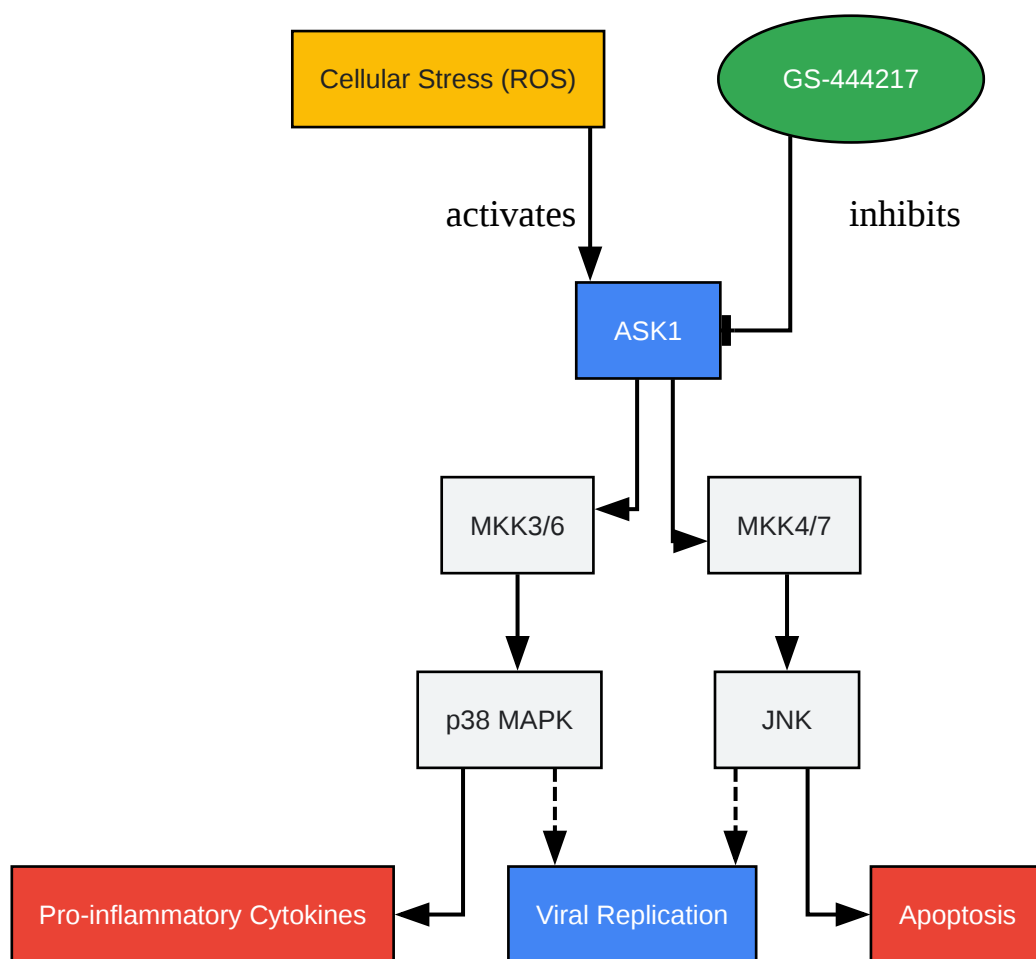 Cellular Stress (ROS)
GS-444217
activates
inhibits
ASK1
MKK3/6
MKK4/7
p38 MAPK
JNK
Pro-inflammatory Cytokines
Viral Replication
Apoptosis